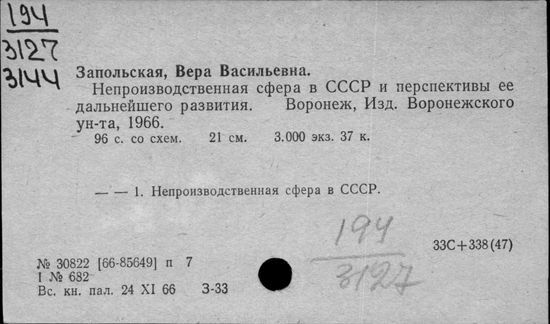 194
3127
3144
Запольская, Вера Васильевна.
Непроизводственная сфера в СССР и перспективы ее
дальнейшего развития. Воронеж, Изд. Воронежского
ун-та, 1966.
96 с. со схем. 21 см. 3.000 экз. 37 к.
— — 1. Непроизводственная сфера в СССР.
194
3127
33С+338(47)
№ 30822 [66-85649] п 7
I № 682
Вс. кн. пал. 24 XI 66 З-33